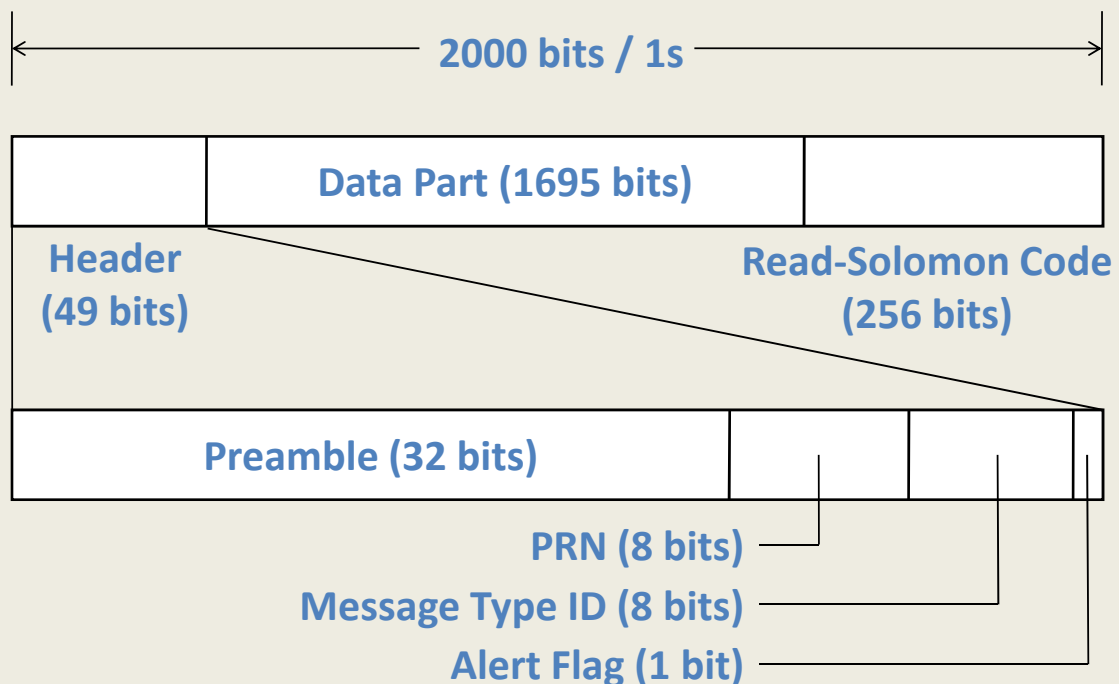 2000 bits / 1s
Data Part (1695 bits)
Header
(49 bits)
Read-Solomon Code
(256 bits)
Preamble (32 bits)
PRN (8 bits)
Message Type ID (8 bits)
Alert Flag (1 bit)